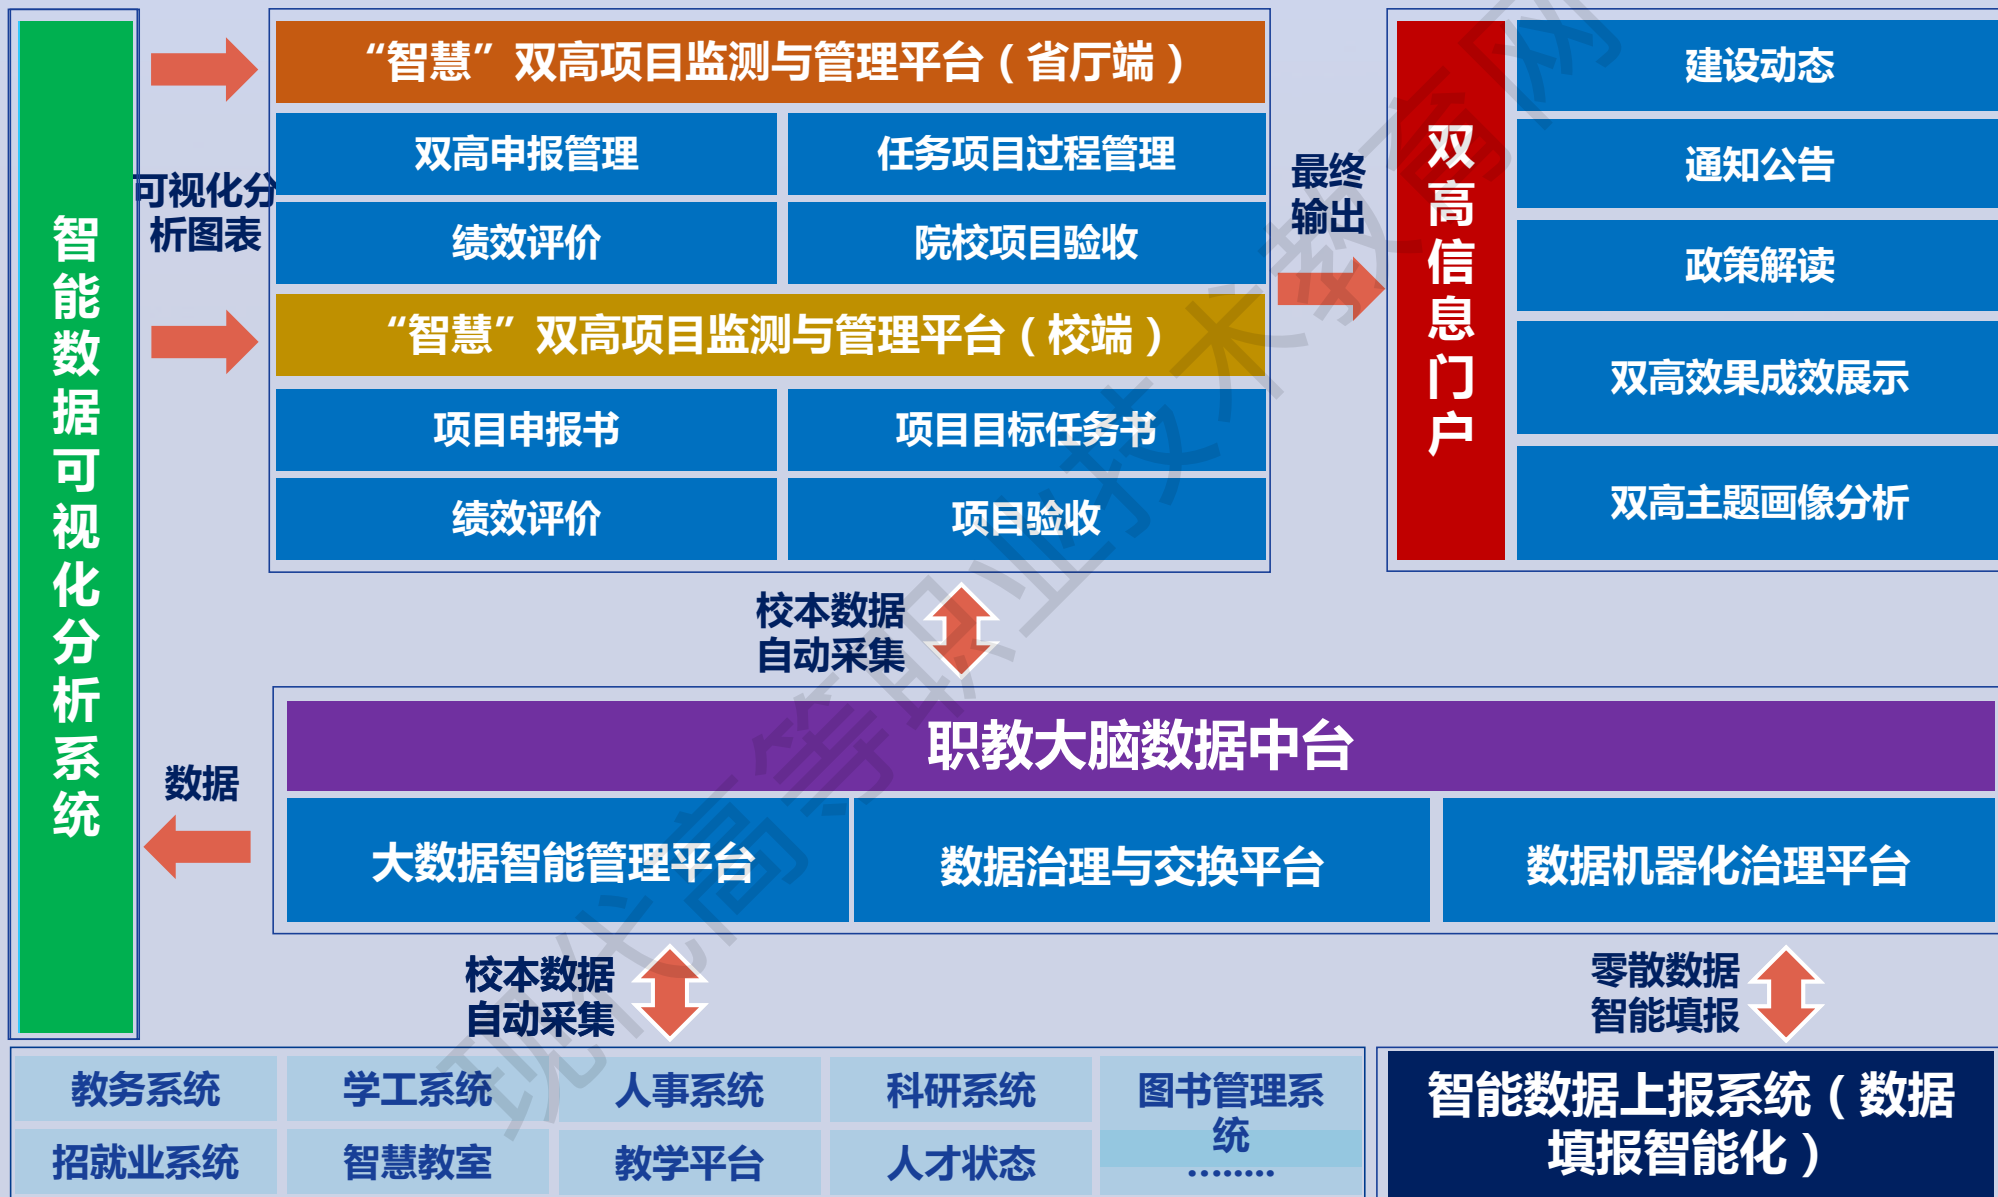 智能数据可视化分析系统
可视化分
析图表
“智慧”双高项目监测与管理平台（省厅端）
双高申报管理
任务项目过程管理
绩效评价
院校项目验收
“智慧”双高项目监测与管理平台（校端）
项目申报书
项目目标任务书
绩效评价
项目验收
最终
输出
双高信息门户
建设动态
通知公告
政策解读
双高效果成效展示
双高主题画像分析
校本数据
自动采集
数据
职教大脑数据中台
大数据智能管理平台
数据治理与交换平台
数据机器化治理平台
校本数据
自动采集
零散数据
智能填报
教务系统
学工系统
人事系统
科研系统
图书管理系
统
招就业系统
智慧教室
教学平台
人才状态
........
智能数据上报系统（数据
填报智能化）
现代高等职业技术教育网